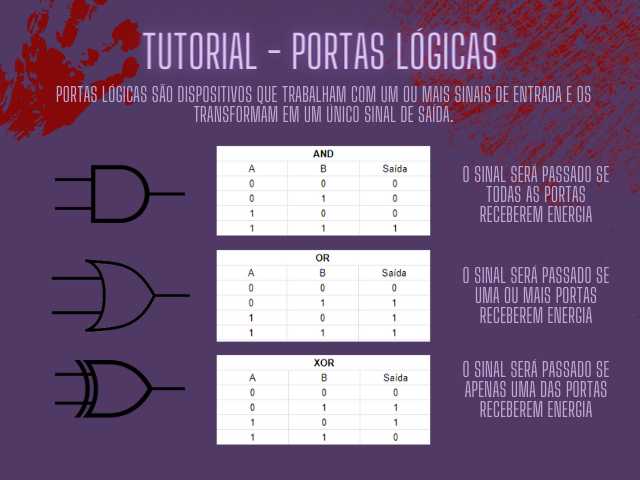 TUTORIAL - PORTAS LÓGICAS
PORTAS LÓGICAS SÃO DISPOSITIVOS QUE TRABALHAM COM UM OU MAIS SINAIS DE ENTRADA E OS
TRANSFORMAM EM UM ÚNICO SINAL DE SAÍDA.
AND
A B Saída
0 0 0
0 1 0
1 0 0
1 1 1
O SINAL SERÁ PASSADO SE
TODAS AS PORTAS
RECEBEREM ENERGIA
OR
A B Saída
0 0 0
0 1 1
1 0 1
1 1 1
O SINAL SERÁ PASSADO SE
UMA OU MAIS PORTAS
RECEBEREM ENERGIA
XOR
A B Saída
0 0 0
0 1 1
1 0 1
1 1 0
O SINAL SERÁ PASSADO SE
APENAS UMA DAS PORTAS
RECEBEREM ENERGIA